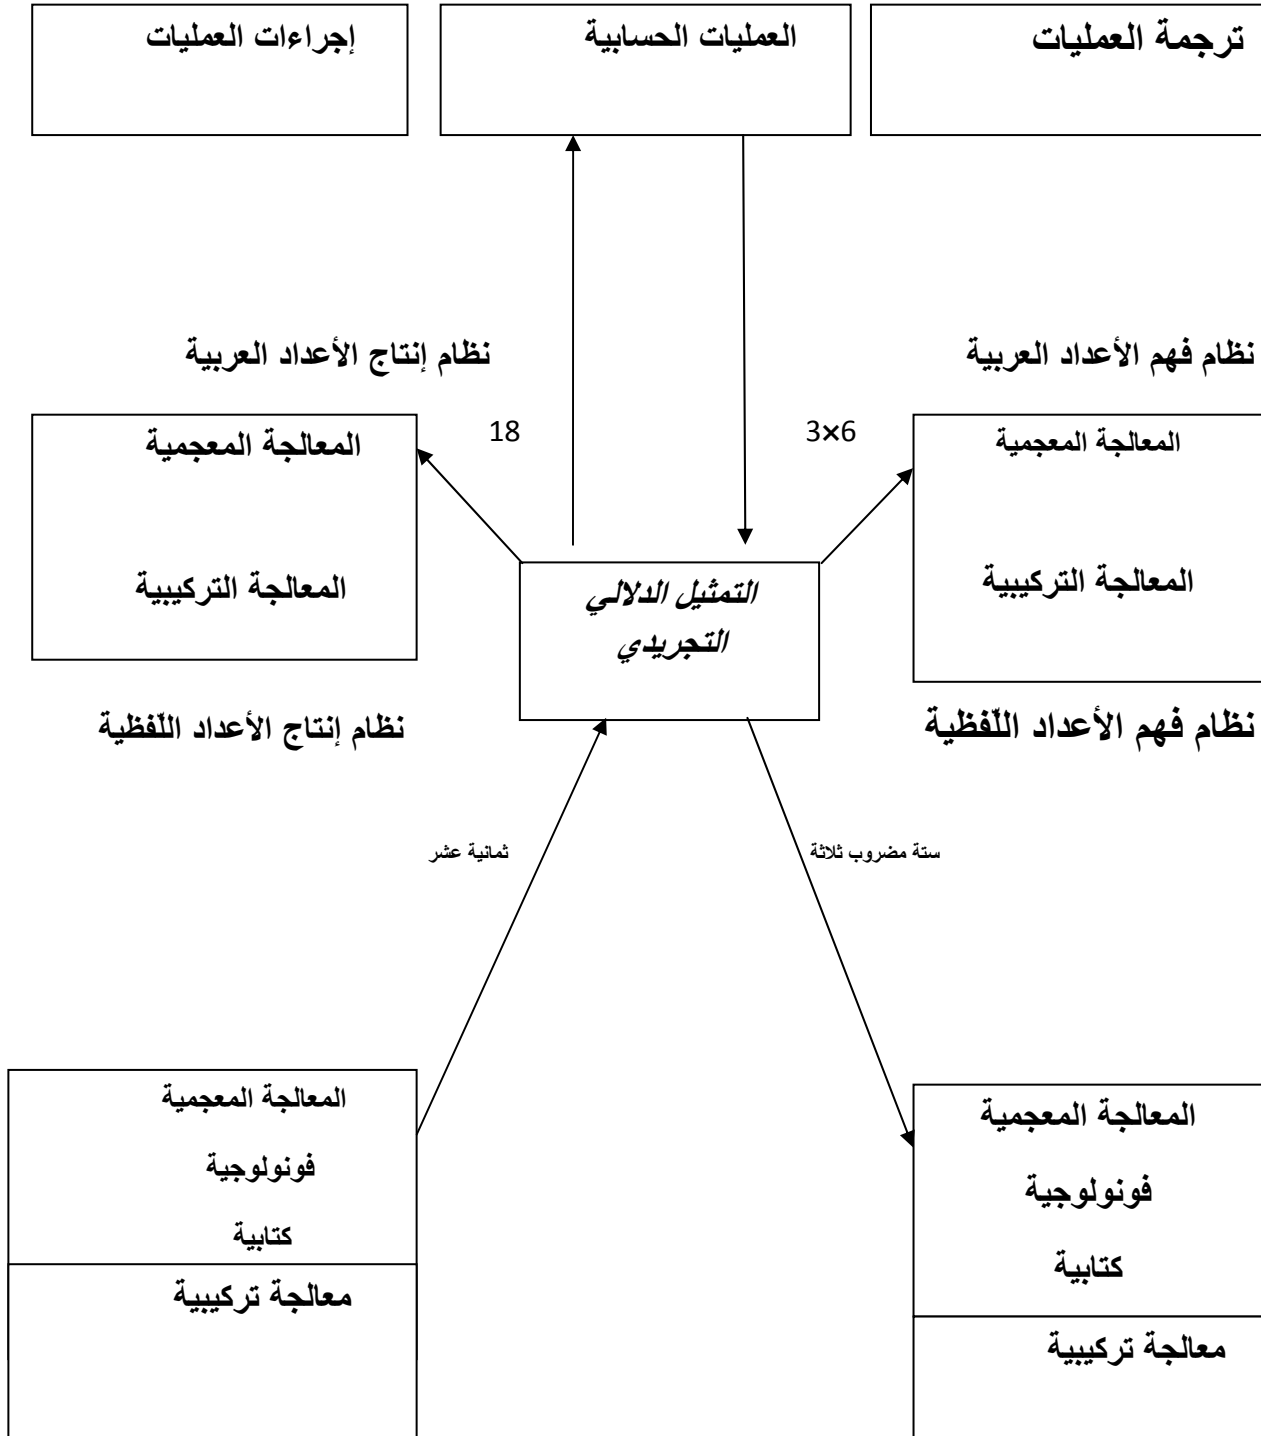 ترجمة العمليات
العمليات الحسابية
إجراءات العمليات
نظام فهم الأعداد العربية
نظام إنتاج الأعداد العربية
المعالجة المعجمية
المعالجة التركيبية
3×6
18
المعالجة المعجمية
المعالجة التركيبية
التمثيل الدلالي
التجريدي
نظام فهم الأعداد اللّفظية
نظام إنتاج الأعداد اللّفظية
ستة مضروب ثلاثة
ثمانية عشر
المعالجة المعجمية
فونولوجية
كتابية
معالجة تركيبية
المعالجة المعجمية
فونولوجية
كتابية
معالجة تركيبية